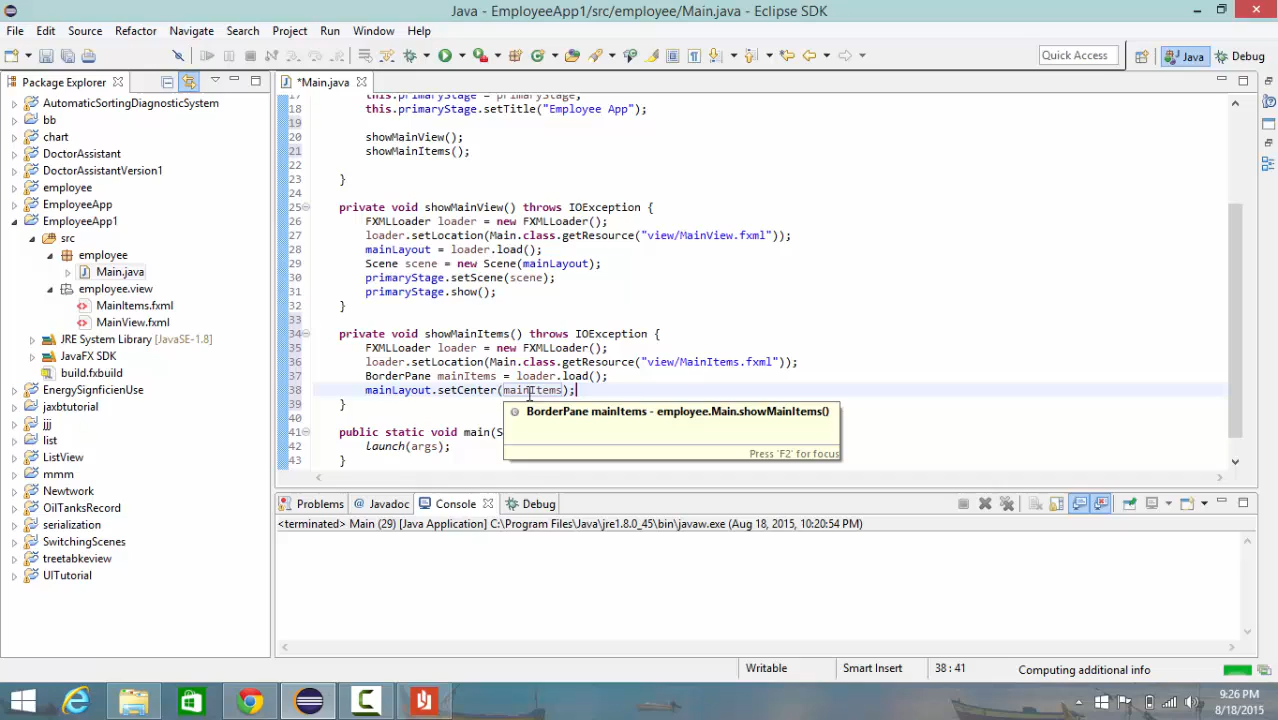 Java - EmployeeApp1/src/employee/Main.java - Eclipse SDK
File Edit Source Refactor Navigate Search Project Run Window Help
Quick Access
Java
Debug
Package Explorer
AutomaticSortingDiagnosticSystem
bb
chart
DoctorAssistant
DoctorAssistantVersion1
employee
EmployeeApp
EmployeeApp1
src
employee
Main.java
employee.view
MainItems.fxml
MainView.fxml
JRE System Library [JavaSE-1.8]
JavaFX SDK
build.fxbuild
EnergySignficienUse
jaxbtutorial
jjj
list
ListView
mmm
Newtwork
OilTanksRecord
serialization
SwitchingScenes
treetabkeview
UITutorial
*Main.java
17 this.primaryStage = primaryStage;
18 this.primaryStage.setTitle("Employee App");
19
20 showMainView();
21 showMainItems();
22
23 }
24
25 private void showMainView() throws IOException {
26 FXMLLoader loader = new FXMLLoader();
27 loader.setLocation(Main.class.getResource("view/MainView.fxml"));
28 mainLayout = loader.load();
29 Scene scene = new Scene(mainLayout);
30 primaryStage.setScene(scene);
31 primaryStage.show();
32 }
33
34 private void showMainItems() throws IOException {
35 FXMLLoader loader = new FXMLLoader();
36 loader.setLocation(Main.class.getResource("view/MainItems.fxml"));
37 BorderPane mainItems = loader.load();
38 mainLayout.setCenter(mainItems);
39 }
40
41 public static void main(S
42 launch(args);
43 }
BorderPane mainItems - employee.Main.showMainItems()
Press 'F2' for focus
Problems @ Javadoc Console Debug
<terminated> Main (29) [Java Application] C:\Program Files\Java\jre1.8.0_45\bin\javaw.exe (Aug 18, 2015, 10:20:54 PM)
Writable Smart Insert 38 : 41 Computing additional info
9:26 PM
8/18/2015